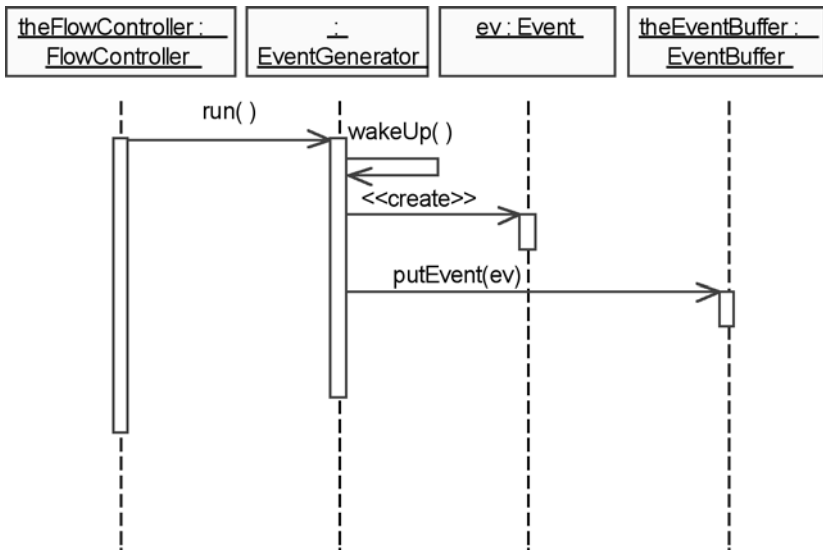 theFlowController :
FlowController
:
EventGenerator
ev : Event
theEventBuffer :
EventBuffer
run( )
wakeUp( )
<<create>>
putEvent(ev)